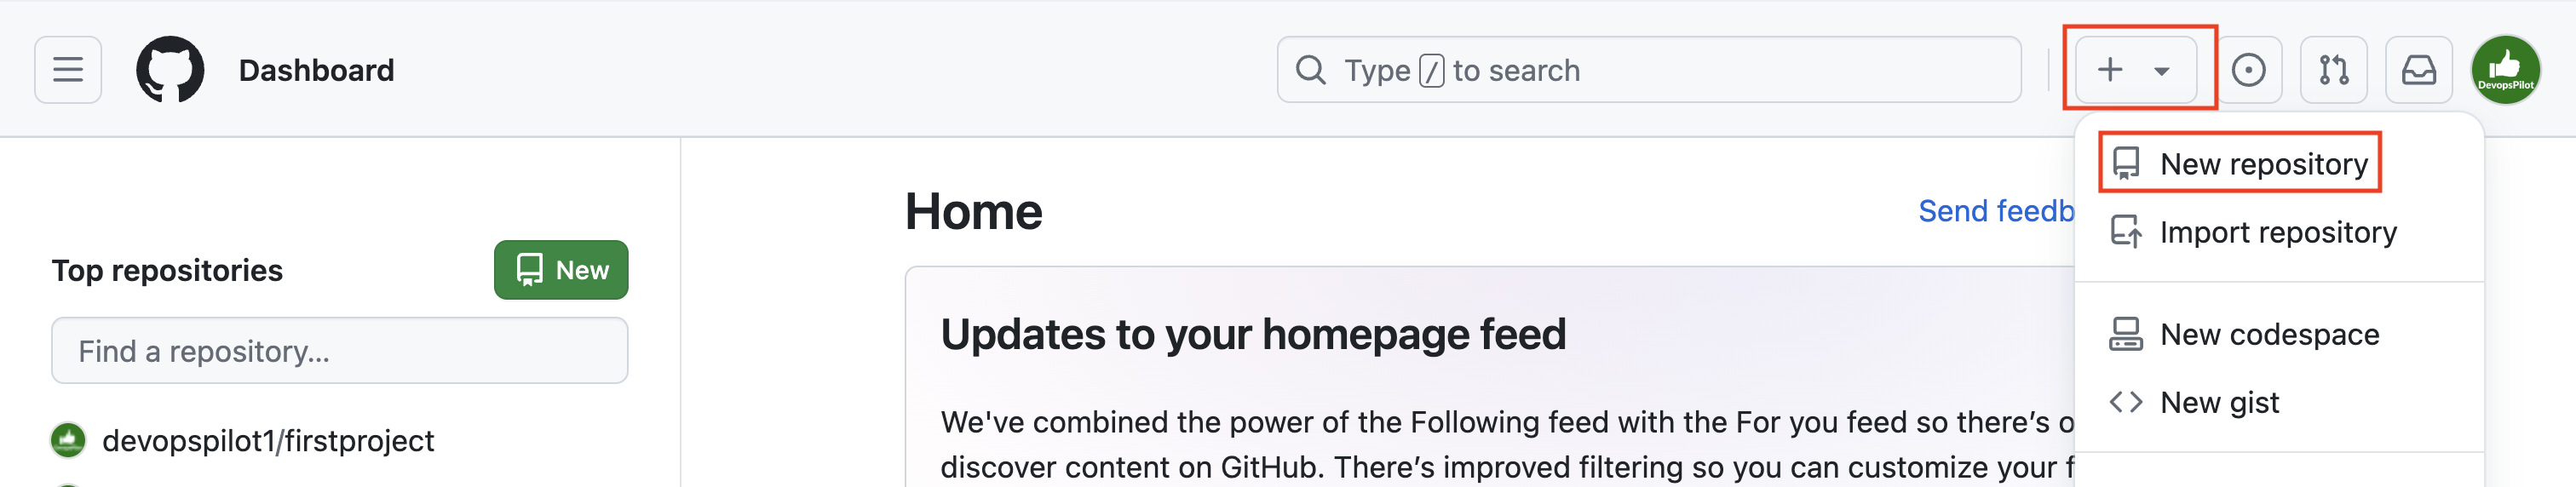 Dashboard
Type / to search
DevopsPilot
New repository
Import repository
New codespace
New gist
Top repositories
New
Find a repository...
devopspilot1/firstproject
Home
Send feedb
Updates to your homepage feed
We've combined the power of the Following feed with the For you feed so there's o
discover content on GitHub. There's improved filtering so you can customize your f